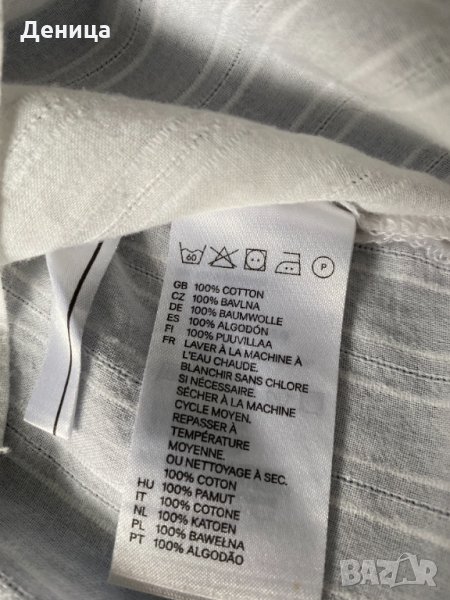 Деница
60 P
GB 100% COTTON
CZ 100% BAVLNA
DE 100% BAUMWOLLE
ES 100% ALGODÓN
FI 100% PUUVILLAA
FR LAVER À LA MACHINE À
L'EAU CHAUDE.
BLANCHIR SANS CHLORE
SI NÉCESSAIRE.
SÉCHER À LA MACHINE
CYCLE MOYEN.
REPASSER À
TEMPÉRATURE
MOYENNE.
OU NETTOYAGE À SEC.
100% COTON
HU 100% PAMUT
IT 100% COTONE
NL 100% KATOEN
PL 100% BAWEŁNA
PT 100% ALGODÃO
BAZAR